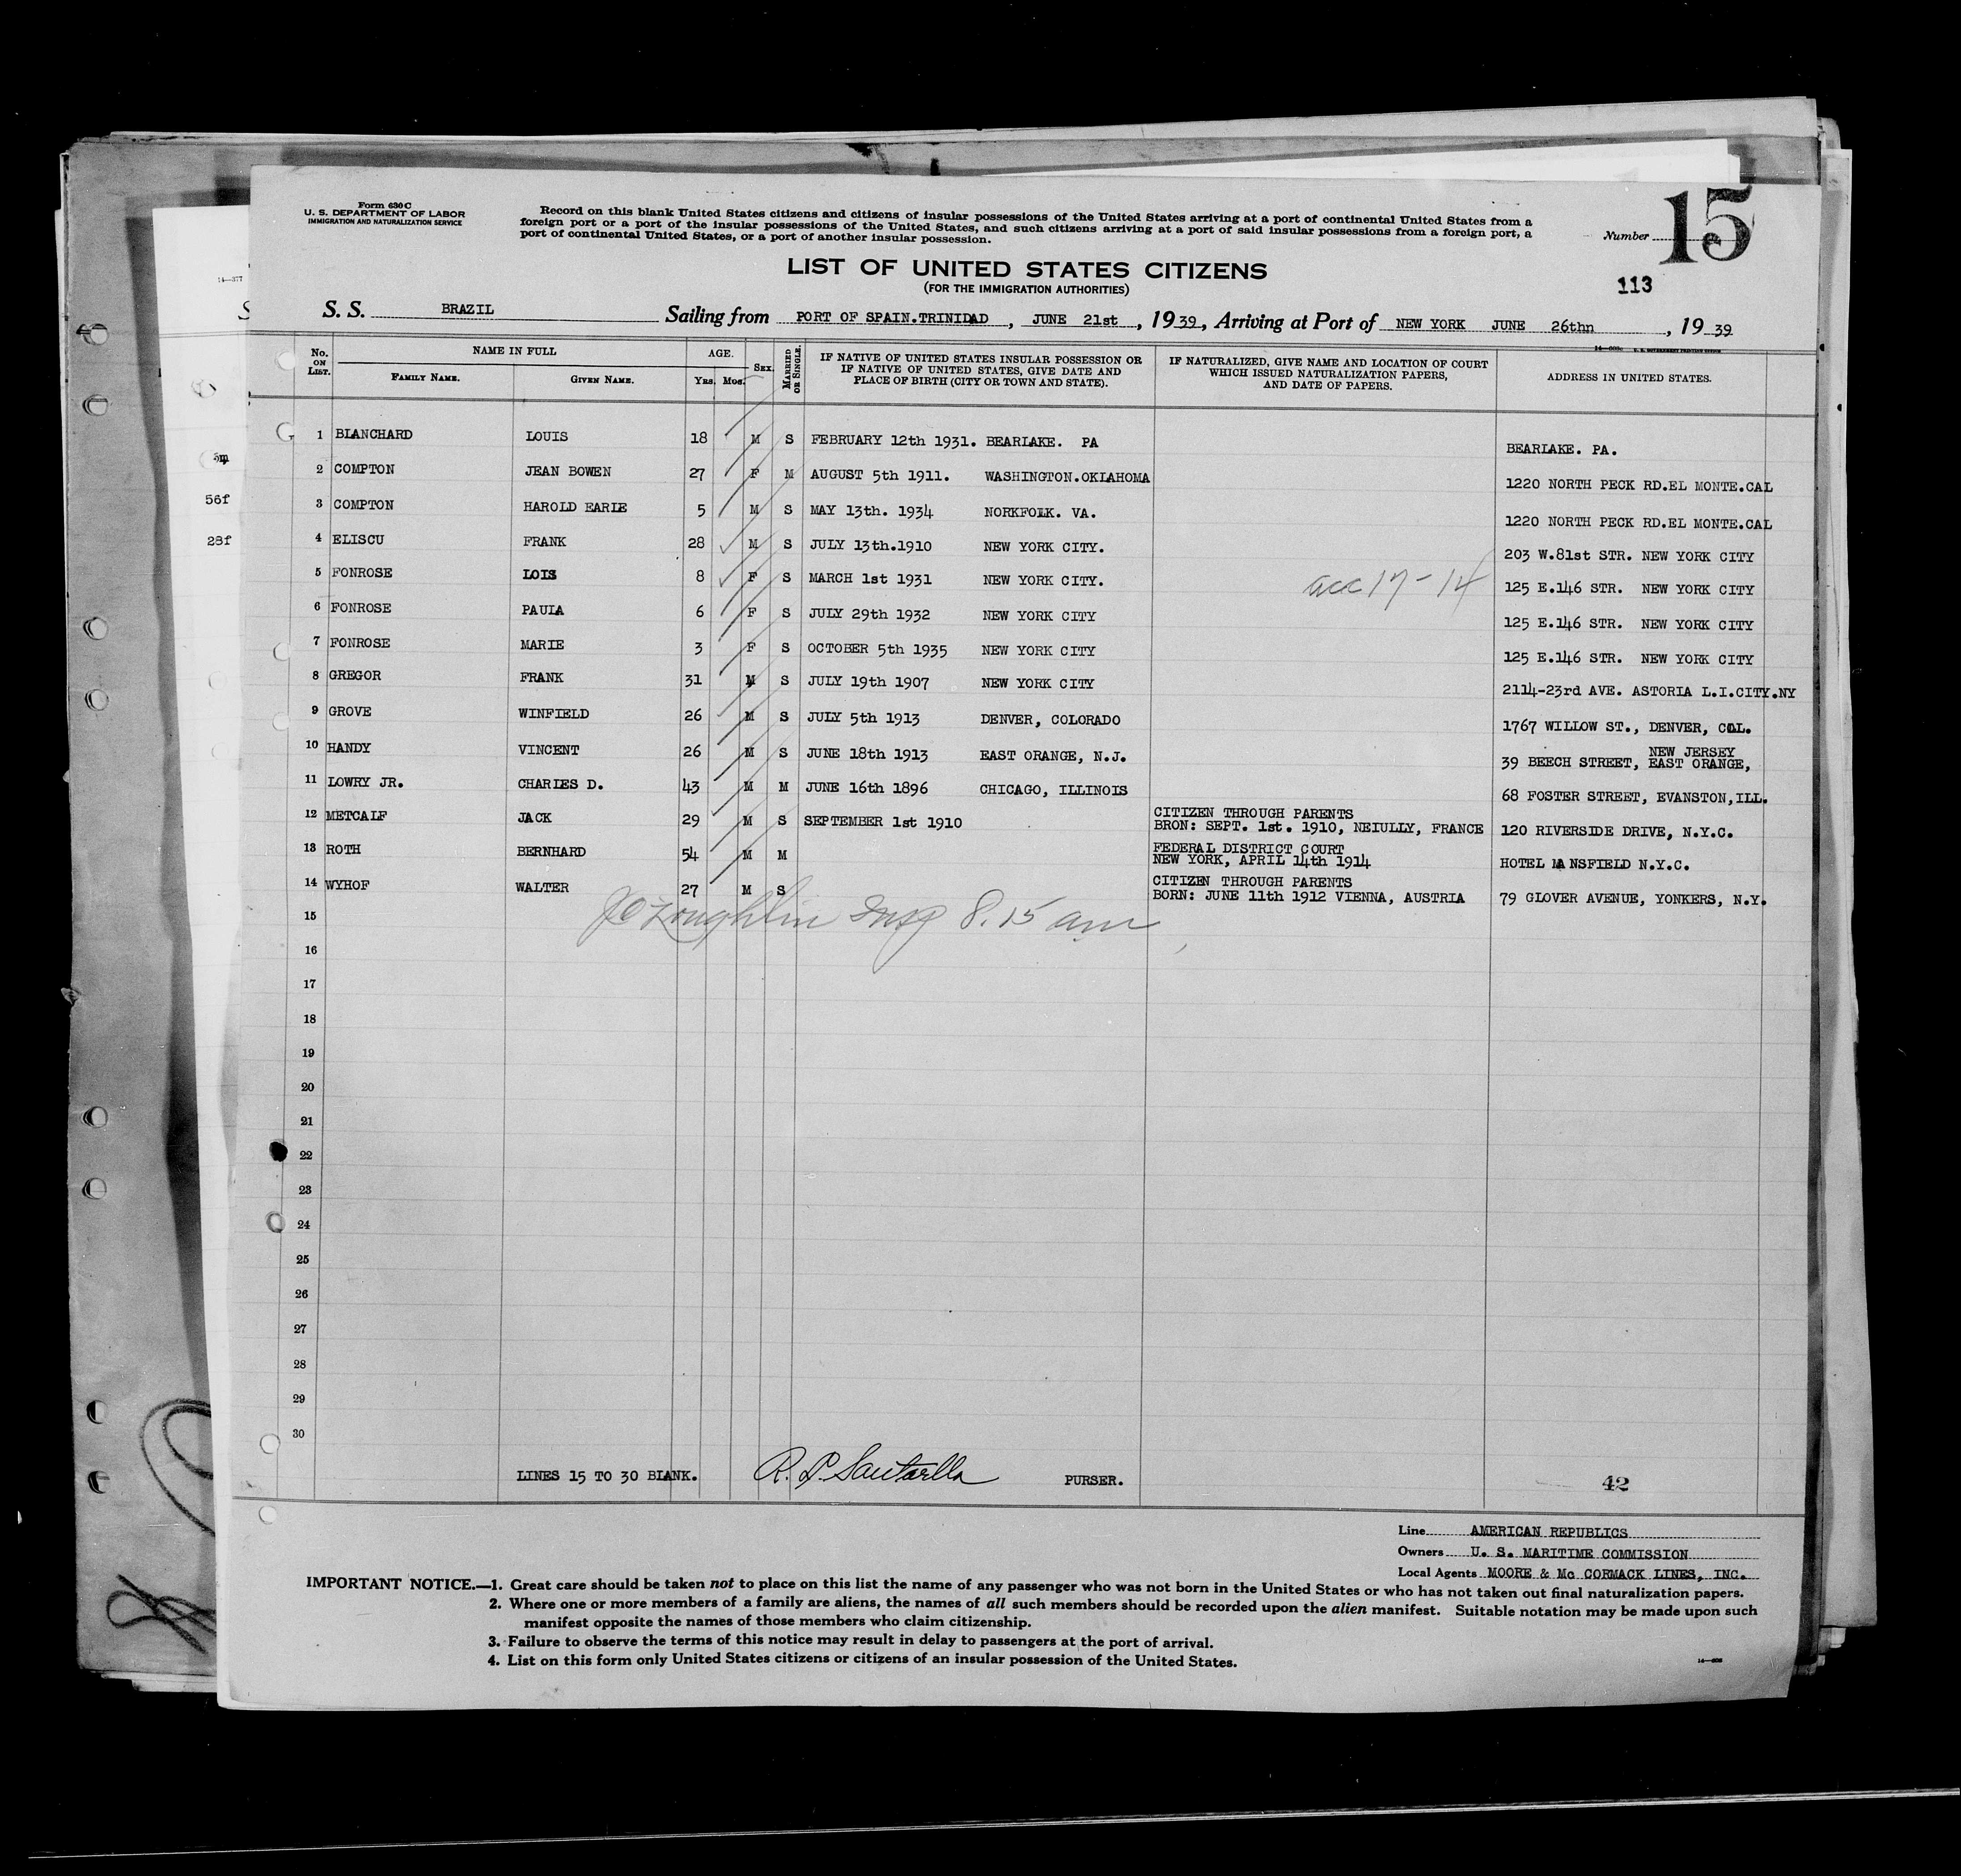 Form 630 C
U. S. DEPARTMENT OF LABOR
IMMIGRATION AND NATURALIZATION SERVICE
Record on this blank United States citizens and citizens of insular possessions of the United States arriving at a port of continental United States from a
foreign port or a port of the insular possessions of the United States, and such citizens arriving at a port of said insular possessions from a foreign port, a
port of continental United States, or a port of another insular possession.
Number 15
LIST OF UNITED STATES CITIZENS
(FOR THE IMMIGRATION AUTHORITIES)
113
S. S. BRAZIL Sailing from PORT OF SPAIN.TRINIDAD, JUNE 21st, 1939, Arriving at Port of NEW YORK JUNE 26thn, 19 39
No. ON LIST. NAME IN FULL FAMILY NAME. GIVEN NAME. AGE. YRS. MOS. SEX. MARRIED OR SINGLE. IF NATIVE OF UNITED STATES INSULAR POSSESSION OR IF NATIVE OF UNITED STATES, GIVE DATE AND PLACE OF BIRTH (CITY OR TOWN AND STATE). IF NATURALIZED, GIVE NAME AND LOCATION OF COURT WHICH ISSUED NATURALIZATION PAPERS, AND DATE OF PAPERS. ADDRESS IN UNITED STATES.
1 BLANCHARD LOUIS 18 M S FEBRUARY 12th 1931. BEARLAKE. PA BEARLAKE. PA.
2 COMPTON JEAN BOWEN 27 F M AUGUST 5th 1911. WASHINGTON.OKLAHOMA 1220 NORTH PECK RD.EL MONTE.CAL
3 COMPTON HAROLD EARLE 5 M S MAY 13th. 1934 NORKFOLK. VA. 1220 NORTH PECK RD.EL MONTE.CAL
4 ELISCU FRANK 28 M S JULY 13th.1910 NEW YORK CITY. 203 W.81st STR. NEW YORK CITY
5 FONROSE LOIS 8 F S MARCH 1st 1931 NEW YORK CITY. 125 E.146 STR. NEW YORK CITY
6 FONROSE PAULA 6 F S JULY 29th 1932 NEW YORK CITY 125 E.146 STR. NEW YORK CITY
7 FONROSE MARIE 3 F S OCTOBER 5th 1935 NEW YORK CITY 125 E.146 STR. NEW YORK CITY
8 GREGOR FRANK 31 M S JULY 19th 1907 NEW YORK CITY 2114-23rd AVE. ASTORIA L.I.CITY.NY
9 GROVE WINFIELD 26 M S JULY 5th 1913 DENVER, COLORADO 1767 WILLOW ST., DENVER, COL.
10 HANDY VINCENT 26 M S JUNE 18th 1913 EAST ORANGE, N.J. 39 BEECH STREET, EAST ORANGE, NEW JERSEY
11 LOWRY JR. CHARLES D. 43 M M JUNE 16th 1896 CHICAGO, ILLINOIS 68 FOSTER STREET, EVANSTON,ILL.
12 METCALF JACK 29 M S SEPTEMBER 1st 1910 CITIZEN THROUGH PARENTS BRON: SEPT. 1st. 1910, NEIULLY, FRANCE 120 RIVERSIDE DRIVE, N.Y.C.
13 ROTH BERNHARD 54 M M FEDERAL DISTRICT COURT NEW YORK, APRIL 14th 1914 HOTEL MANSFIELD N.Y.C.
14 WYHOF WALTER 27 M S CITIZEN THROUGH PARENTS BORN: JUNE 11th 1912 VIENNA, AUSTRIA 79 GLOVER AVENUE, YONKERS, N.Y.
15 Insp 8.15 am
16
17
18
19
20
21
22
23
24
25
26
27
28
29
30
LINES 15 TO 30 BLANK. R. P. Santarlla PURSER. 42
Line AMERICAN REPUBLICS
Owners U. S. MARITIME COMMISSION
Local Agents MOORE & Mc CORMACK LINES, INC.
IMPORTANT NOTICE.—1. Great care should be taken not to place on this list the name of any passenger who was not born in the United States or who has not taken out final naturalization papers.
2. Where one or more members of a family are aliens, the names of all such members should be recorded upon the alien manifest. Suitable notation may be made upon such
manifest opposite the names of those members who claim citizenship.
3. Failure to observe the terms of this notice may result in delay to passengers at the port of arrival.
4. List on this form only United States citizens or citizens of an insular possession of the United States.
56f
28f